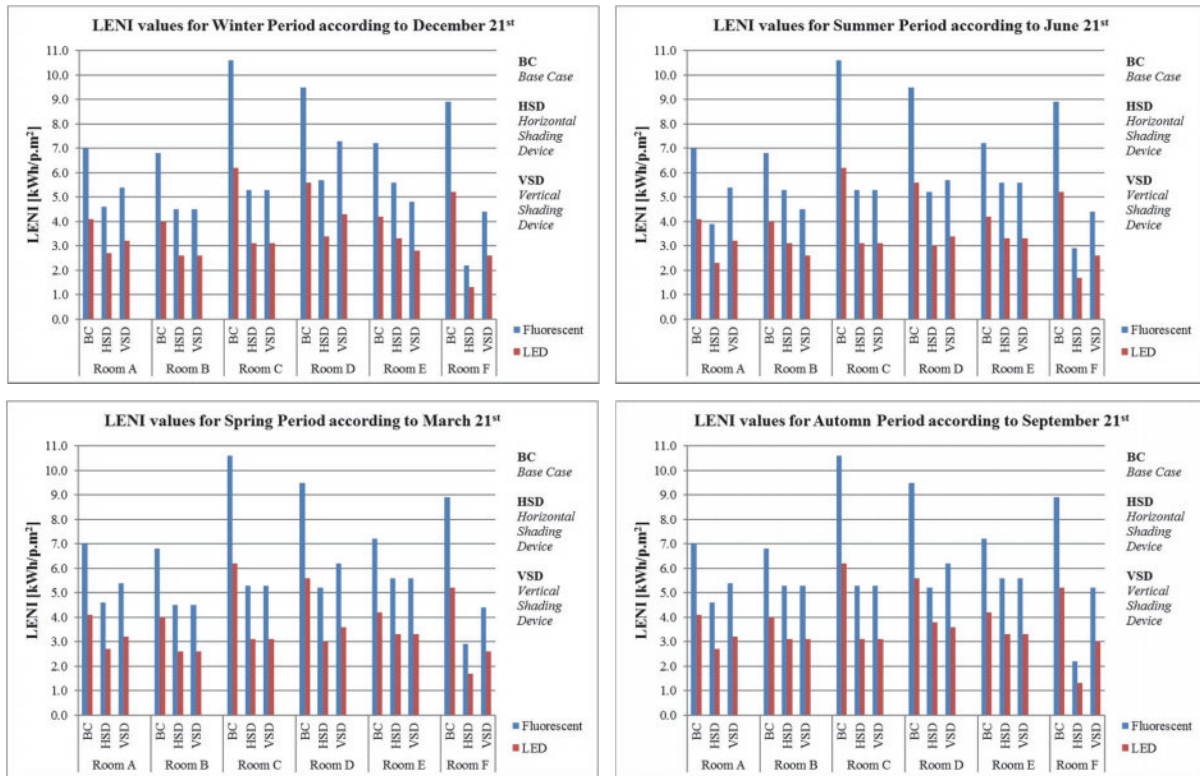 LENI values for Winter Period according to December 21st
LENI [kWh/p.m²]
11.0
10.0
9.0
8.0
7.0
6.0
5.0
4.0
3.0
2.0
1.0
0.0
BC
HSD
VSD
BC
HSD
VSD
BC
HSD
VSD
BC
HSD
VSD
BC
HSD
VSD
BC
HSD
VSD
Room A
Room B
Room C
Room D
Room E
Room F
BC
Base Case
HSD
Horizontal
Shading
Device
VSD
Vertical
Shading
Device
Fluorescent
LED
LENI values for Summer Period according to June 21st
LENI [kWh/p.m²]
11.0
10.0
9.0
8.0
7.0
6.0
5.0
4.0
3.0
2.0
1.0
0.0
BC
HSD
VSD
BC
HSD
VSD
BC
HSD
VSD
BC
HSD
VSD
BC
HSD
VSD
BC
HSD
VSD
Room A
Room B
Room C
Room D
Room E
Room F
BC
Base Case
HSD
Horizontal
Shading
Device
VSD
Vertical
Shading
Device
Fluorescent
LED
LENI values for Spring Period according to March 21st
LENI [kWh/p.m²]
11.0
10.0
9.0
8.0
7.0
6.0
5.0
4.0
3.0
2.0
1.0
0.0
BC
HSD
VSD
BC
HSD
VSD
BC
HSD
VSD
BC
HSD
VSD
BC
HSD
VSD
BC
HSD
VSD
Room A
Room B
Room C
Room D
Room E
Room F
BC
Base Case
HSD
Horizontal
Shading
Device
VSD
Vertical
Shading
Device
Fluorescent
LED
LENI values for Automn Period according to September 21st
LENI [kWh/p.m²]
11.0
10.0
9.0
8.0
7.0
6.0
5.0
4.0
3.0
2.0
1.0
0.0
BC
HSD
VSD
BC
HSD
VSD
BC
HSD
VSD
BC
HSD
VSD
BC
HSD
VSD
BC
HSD
VSD
Room A
Room B
Room C
Room D
Room E
Room F
BC
Base Case
HSD
Horizontal
Shading
Device
VSD
Vertical
Shading
Device
Fluorescent
LED